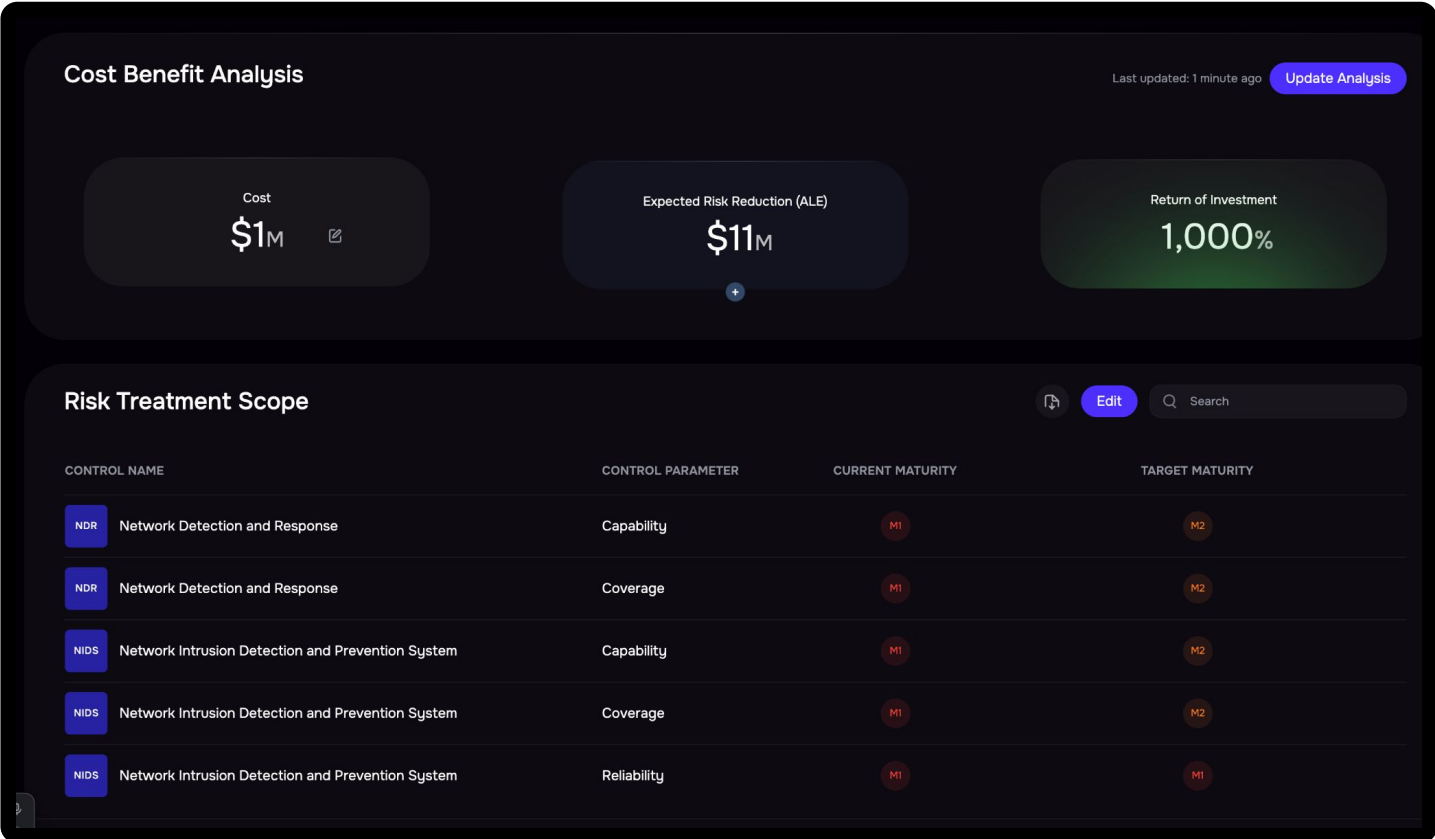 Cost Benefit Analysis
Last updated: 1 minute ago Update Analysis
Cost
$1M
Expected Risk Reduction (ALE)
$11M
+
Return of Investment
1,000%
Risk Treatment Scope
Edit Search
CONTROL NAME CONTROL PARAMETER CURRENT MATURITY TARGET MATURITY
NDR Network Detection and Response Capability M1 M2
NDR Network Detection and Response Coverage M1 M2
NIDS Network Intrusion Detection and Prevention System Capability M1 M2
NIDS Network Intrusion Detection and Prevention System Coverage M1 M2
NIDS Network Intrusion Detection and Prevention System Reliability M1 M1